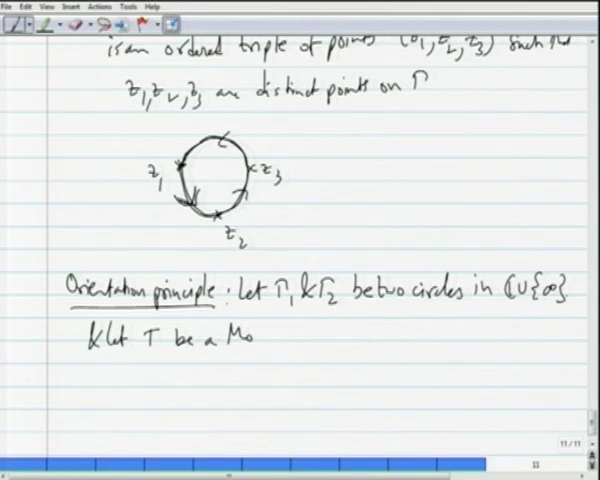 File Edit View Insert Actions Tools Help
is an ordered triple of points (z1, z2, z3) such that
z1, z2, z3 are distinct points on Γ
z1
z3
z2
Orientation principle : Let Γ1 & Γ2 be two circles in ℂ∪{∞}
& let T be a Mo
11 / 11
11